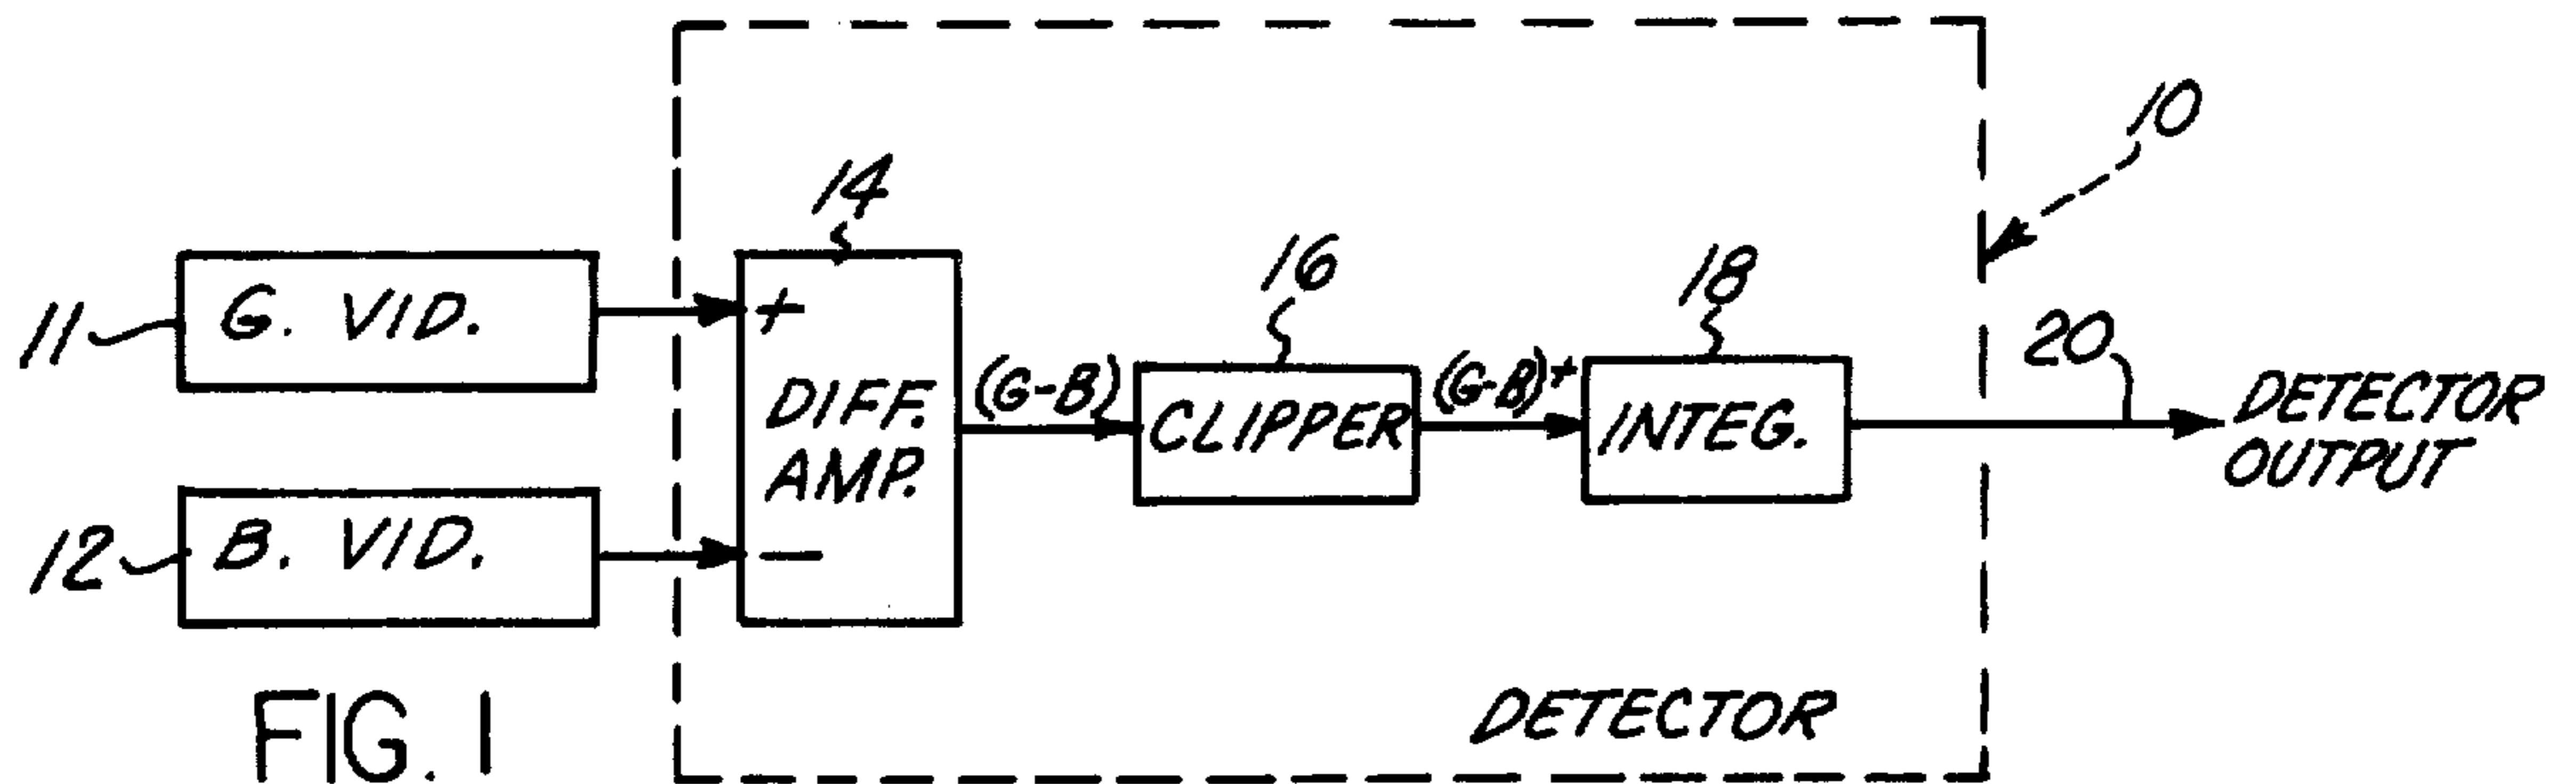 10
14
16
18
11
G. VID.
+
20
DIFF.
AMP.
(G-B)
CLIPPER
(G-B)+
INTEG.
DETECTOR
OUTPUT
12
B. VID.
−
FIG. 1
DETECTOR